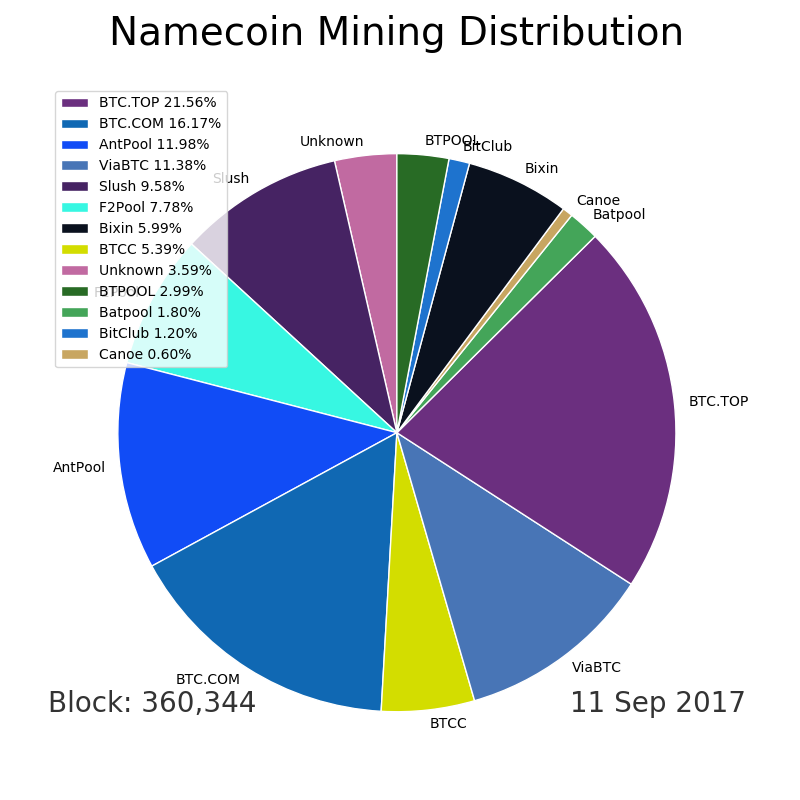 Namecoin Mining Distribution
BTC.TOP 21.56%
BTC.COM 16.17%
AntPool 11.98%
ViaBTC 11.38%
Slush 9.58%
F2Pool 7.78%
Bixin 5.99%
BTCC 5.39%
Unknown 3.59%
BTPOOL 2.99%
Batpool 1.80%
BitClub 1.20%
Canoe 0.60%
Unknown
BTPOOL
BitClub
Bixin
Slush
Canoe
Batpool
F2Pool
BTC.TOP
AntPool
ViaBTC
BTC.COM
BTCC
Block: 360,344
11 Sep 2017